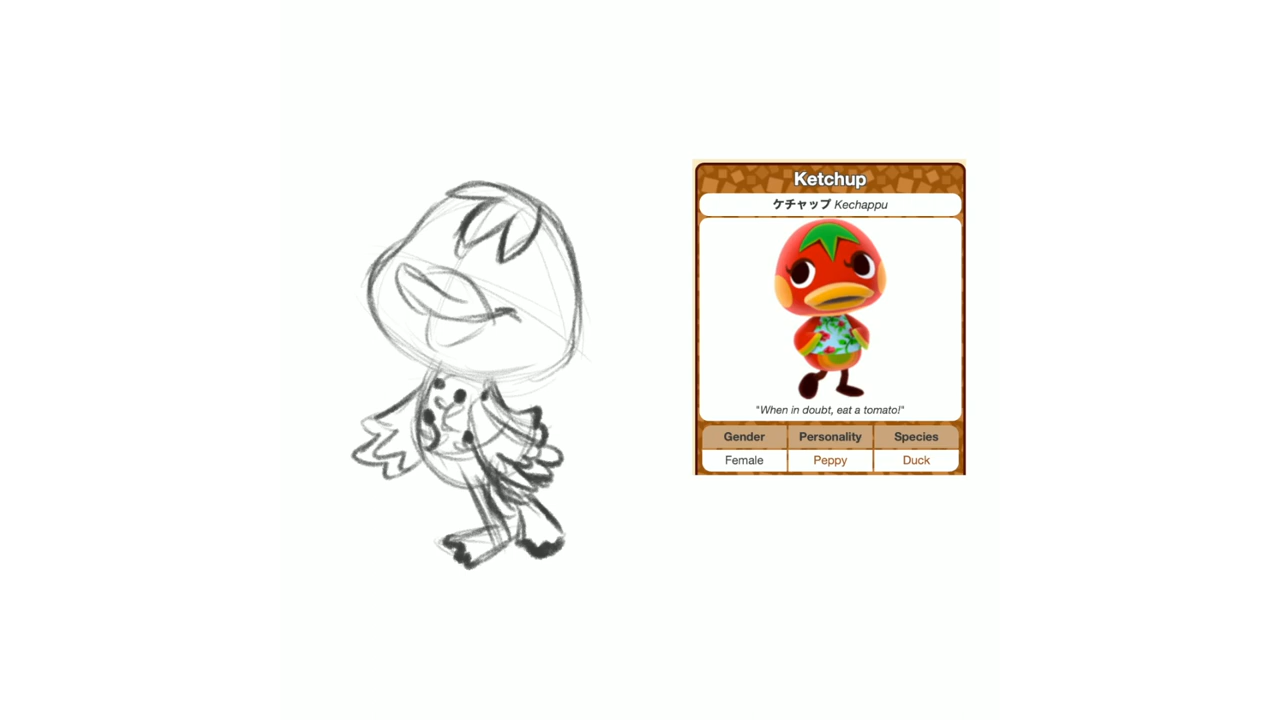 Ketchup
ケチャップ Kechappu
"When in doubt, eat a tomato!"
Gender Personality Species
Female Peppy Duck